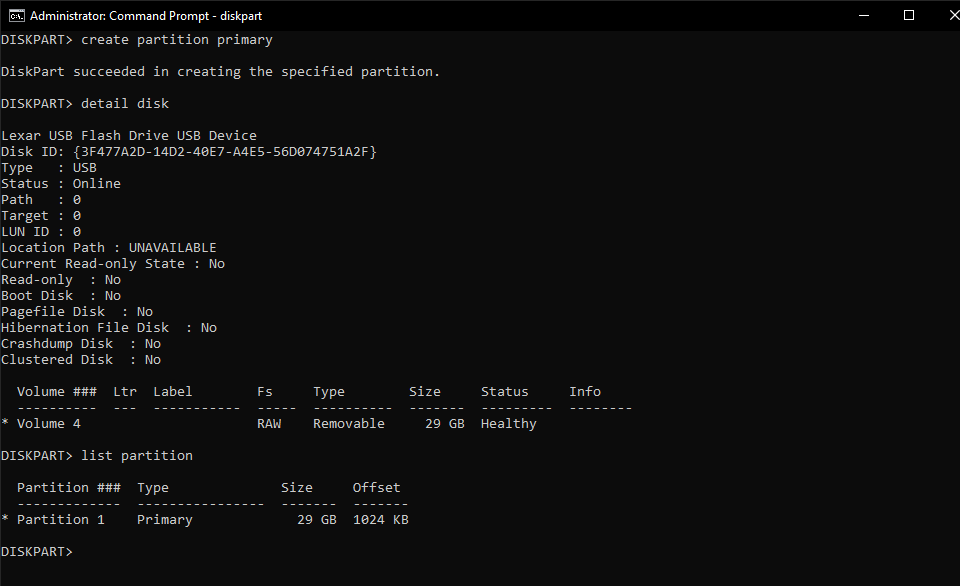 Administrator: Command Prompt - diskpart
DISKPART> create partition primary
DiskPart succeeded in creating the specified partition.
DISKPART> detail disk
Lexar USB Flash Drive USB Device
Disk ID: {3F477A2D-14D2-40E7-A4E5-56D074751A2F}
Type   : USB
Status : Online
Path   : 0
Target : 0
LUN ID : 0
Location Path : UNAVAILABLE
Current Read-only State : No
Read-only  : No
Boot Disk  : No
Pagefile Disk  : No
Hibernation File Disk  : No
Crashdump Disk  : No
Clustered Disk  : No
  Volume ###  Ltr  Label        Fs     Type        Size     Status     Info
  ----------  ---  -----------  -----  ----------  -------  ---------  --------
* Volume 4                      RAW    Removable     29 GB  Healthy
DISKPART> list partition
  Partition ###  Type              Size     Offset
  -------------  ----------------  -------  -------
* Partition 1    Primary             29 GB  1024 KB
DISKPART>